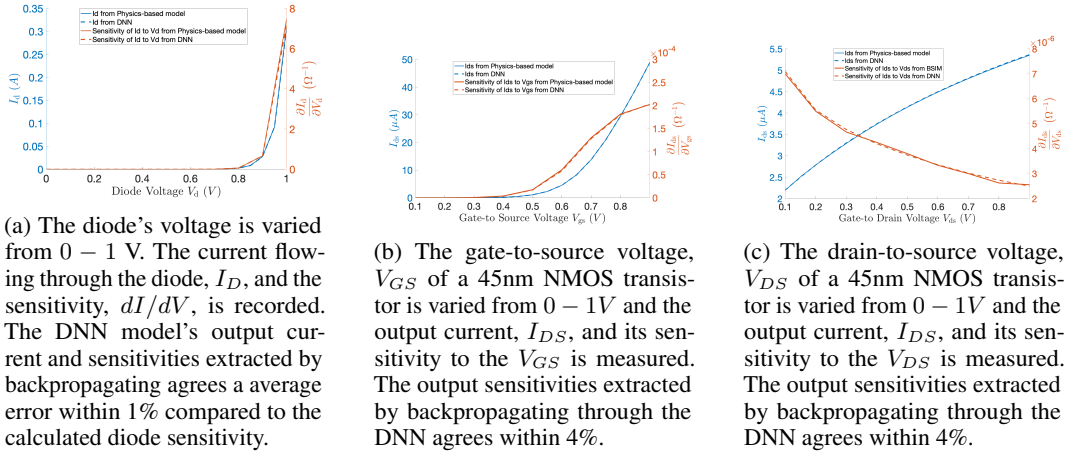 0.35
0.3
0.25
0.2
0.15
0.1
0.05
0
I_d (A)
Id from Physics-based model
Id from DNN
Sensitivity of Id to Vd from Physics-based model
Sensitivity of Id to Vd from DNN
8
6
4
2
0
∂I_d/∂V_d (Ω⁻¹)
0 0.2 0.4 0.6 0.8 1
Diode Voltage V_d (V)
(a) The diode's voltage is varied
from 0 − 1 V. The current flow-
ing through the diode, I_D, and the
sensitivity, dI/dV, is recorded.
The DNN model's output cur-
rent and sensitivities extracted by
backpropagating agrees a average
error within 1% compared to the
calculated diode sensitivity.
50
40
30
20
10
0
I_ds (μA)
Ids from Physics-based model
Ids from DNN
Sensitivity of Ids to Vgs from Physics-based model
Sensitivity of Ids to Vgs from DNN
×10⁻⁴
3
2.5
2
1.5
1
0.5
0
∂I_ds/∂V_gs (Ω⁻¹)
0.1 0.2 0.3 0.4 0.5 0.6 0.7 0.8
Gate-to Source Voltage V_gs (V)
(b) The gate-to-source voltage,
V_GS of a 45nm NMOS transis-
tor is varied from 0 − 1V and the
output current, I_DS, and its sen-
sitivity to the V_GS is measured.
The output sensitivities extracted
by backpropagating through the
DNN agrees within 4%.
5.5
5
4.5
4
3.5
3
2.5
2
I_ds (μA)
Ids from Physics-based model
Ids from DNN
Sensitivity of Ids to Vds from BSIM
Sensitivity of Ids to Vds from DNN
×10⁻⁶
8
7
6
5
4
3
2
∂I_ds/∂V_ds (Ω⁻¹)
0.1 0.2 0.3 0.4 0.5 0.6 0.7 0.8
Gate-to Drain Voltage V_ds (V)
(c) The drain-to-source voltage,
V_DS of a 45nm NMOS transis-
tor is varied from 0 − 1V and the
output current, I_DS, and its sen-
sitivity to the V_DS is measured.
The output sensitivities extracted
by backpropagating through the
DNN agrees within 4%.